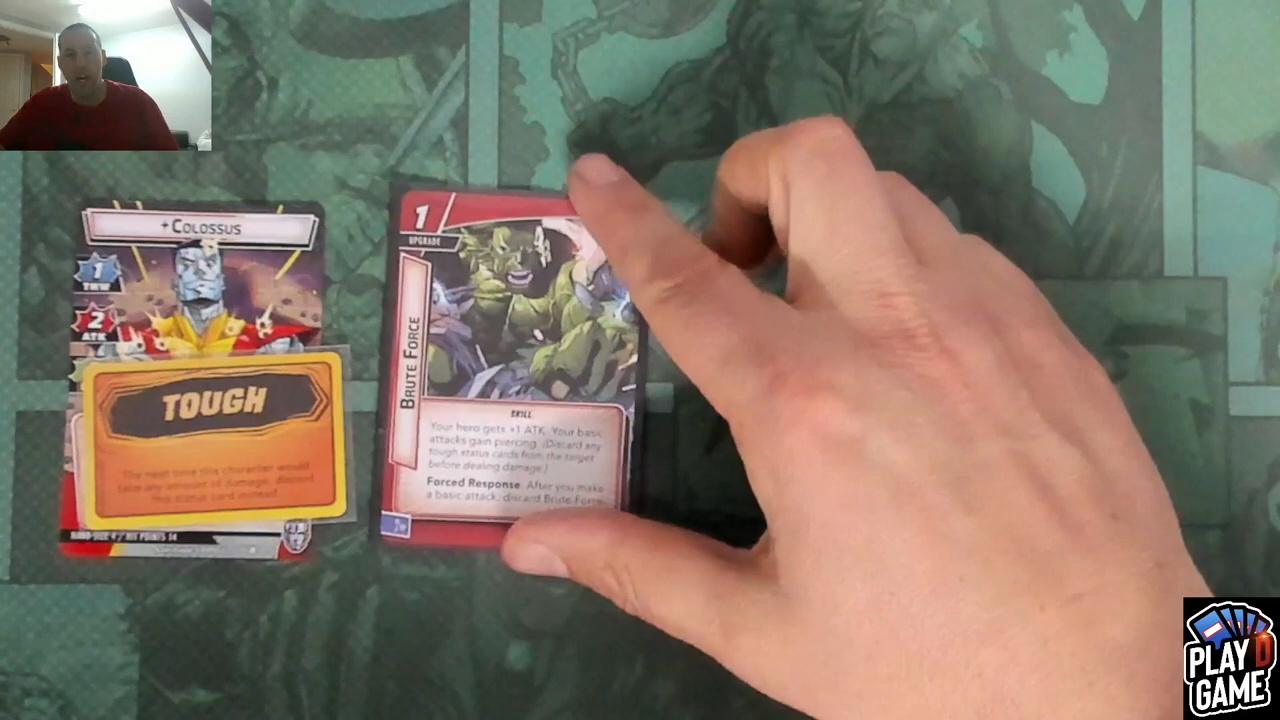 COLOSSUS
1
THW
2
ATK
TOUGH
The next time this character would
take any amount of damage, discard
this status card instead.
HAND SIZE 4 / HIT POINTS 14
1
UPGRADE
BRUTE FORCE
SKILL
Your hero gets +1 ATK. Your basic
attacks gain piercing. (Discard any
tough status cards from the target
before dealing damage.)
Forced Response: After you make
a basic attack, discard Brute Force.
PLAY D
GAME